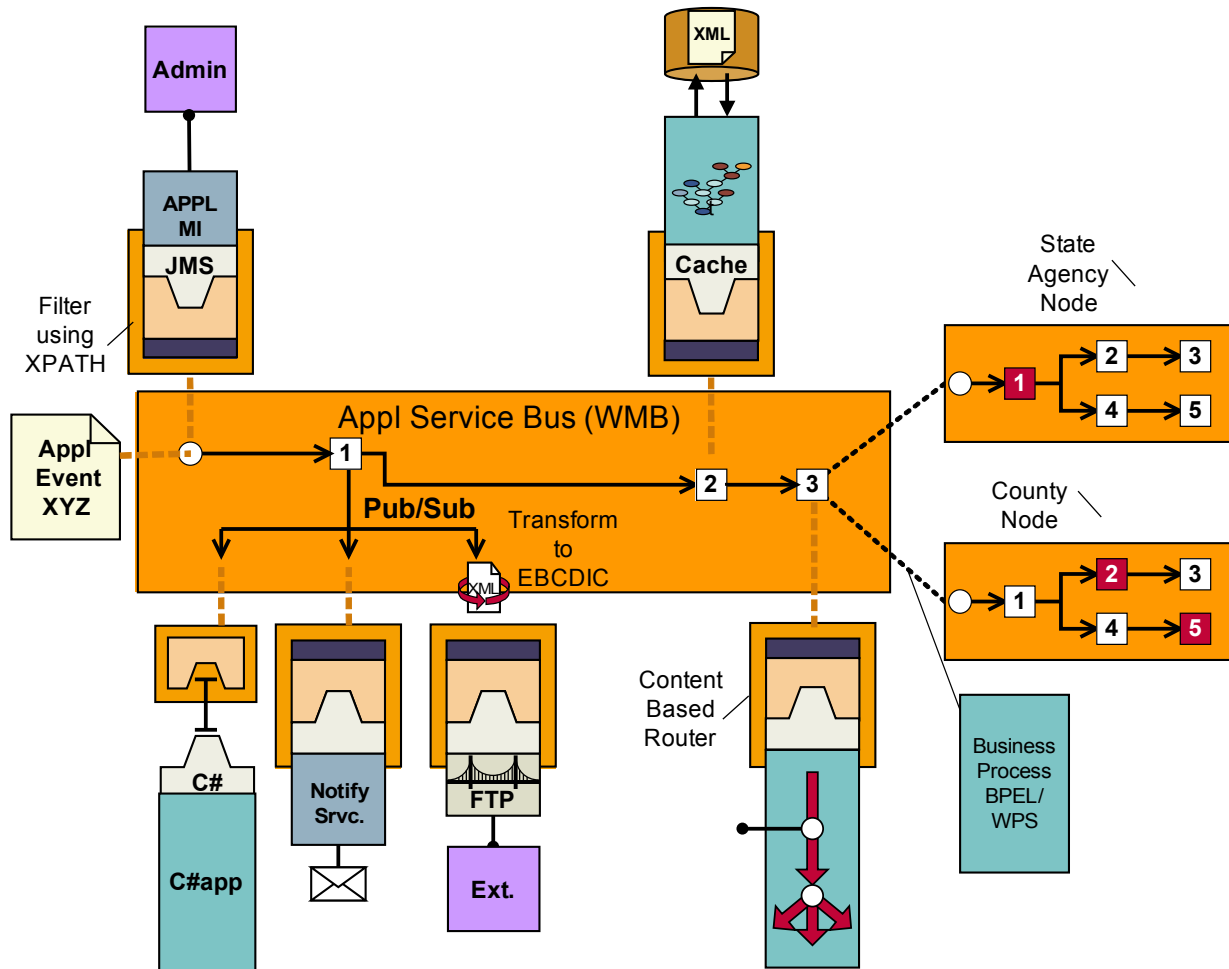 Admin
XML
APPL
MI
JMS
Cache
Filter
using
XPATH
State
Agency
Node
1
2
3
4
5
Appl Service Bus (WMB)
Appl
Event
XYZ
1
2
3
Pub/Sub
Transform
to
EBCDIC
XML
County
Node
1
2
3
4
5
Content
Based
Router
C#
C#app
Notify
Srvc.
FTP
Ext.
Business
Process
BPEL/
WPS